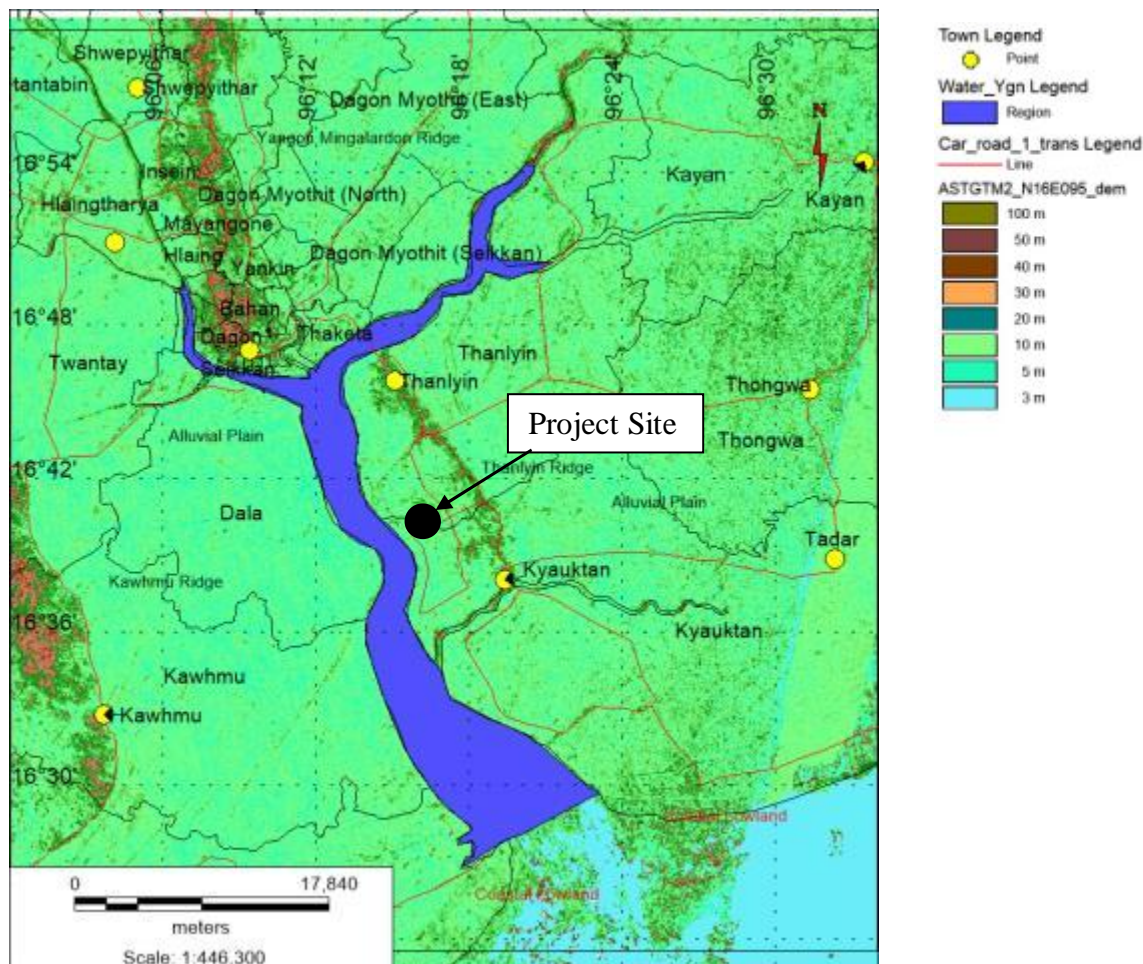 Shwepyithar
96°06'
96°12'
96°18'
96°24'
96°30'
tantabin
Shwepyithar
Dagon Myothit (East)
Yangon Mingalardon Ridge
N
16°54'
Insein
Kayan
Dagon Myothit (North)
Kayan
Hlaingtharya
Mayangone
Hlaing
Dagon Myothit (Seikkan)
Yankin
Bahan
16°48'
Dagon
Thaketa
Twantay
Seikkan
Thanlyin
Thanlyin
Thongwa
Project Site
Alluvial Plain
Thongwa
16°42'
Thanlyin Ridge
Alluvial Plain
Dala
Tadar
Kawhmu Ridge
Kyauktan
16°36'
Kyauktan
Kawhmu
Kawhmu
16°30'
Lowland
Coastal Lowland
0 17,840
meters
Scale: 1:446,300
Town Legend
Point
Water_Ygn Legend
Region
Car_road_1_trans Legend
Line
ASTGTM2_N16E095_dem
100 m
50 m
40 m
30 m
20 m
10 m
5 m
3 m